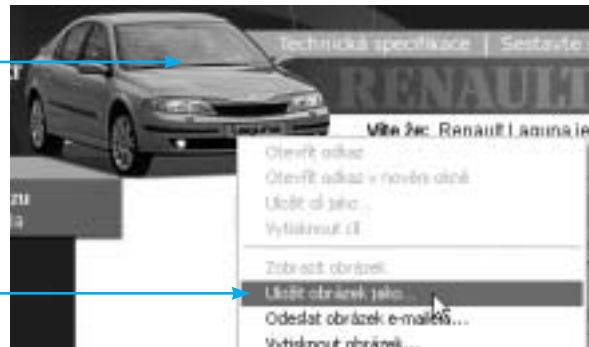 Technická specifikace | Sestavte
RENAULT
Víte že: Renault Laguna je
zu
Otevřít odkaz
Otevřít odkaz v novém okně
Uložit cíl jako...
Vytisknout cíl
Zobrazit obrázek
Uložit obrázek jako...
Odeslat obrázek e-mailem...
Vytisknout obrázek...